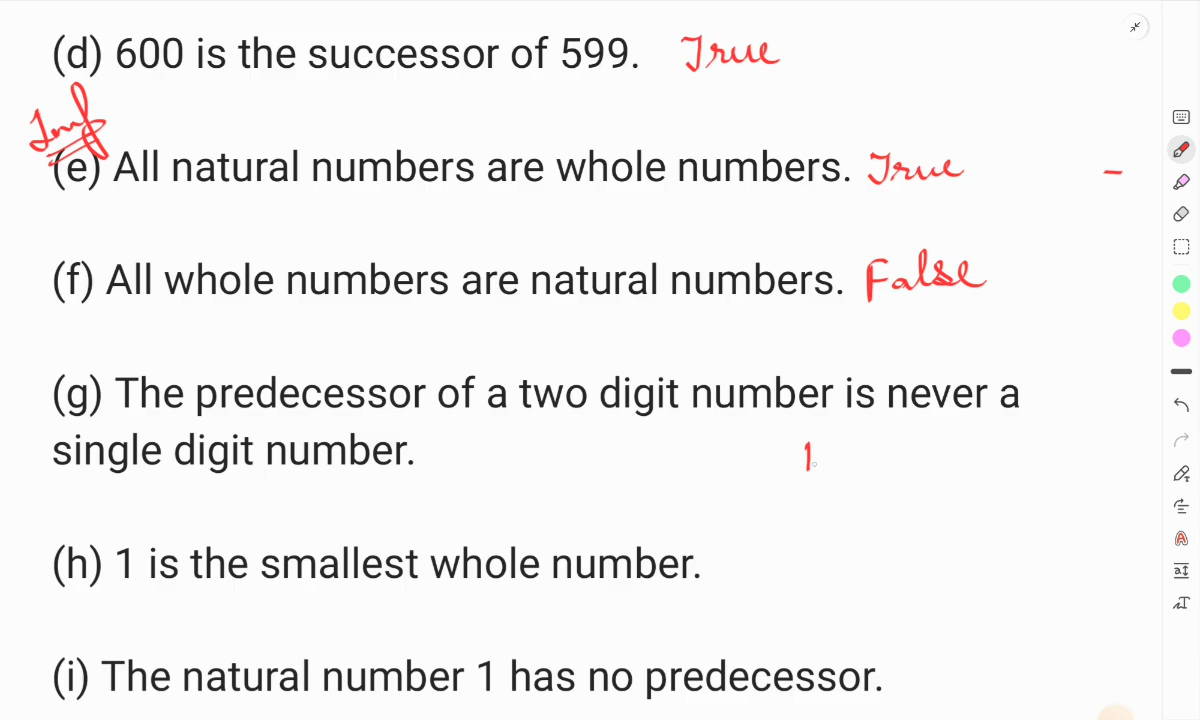 (d) 600 is the successor of 599. True
Imp
(e) All natural numbers are whole numbers. True -
(f) All whole numbers are natural numbers. False
(g) The predecessor of a two digit number is never a
single digit number. 1
(h) 1 is the smallest whole number.
(i) The natural number 1 has no predecessor.